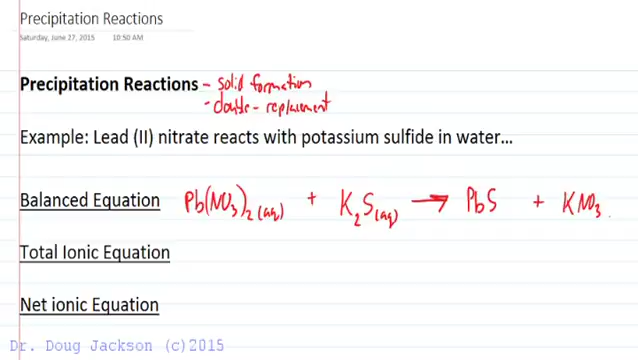 Precipitation Reactions
Saturday, June 27, 2015 10:50 AM
Precipitation Reactions - solid formation
- double - replacement
Example: Lead (II) nitrate reacts with potassium sulfide in water...
Balanced Equation Pb(NO3)2(aq) + K2S(aq) → PbS + KNO3
Total Ionic Equation
Net ionic Equation
Dr. Doug Jackson (c)2015